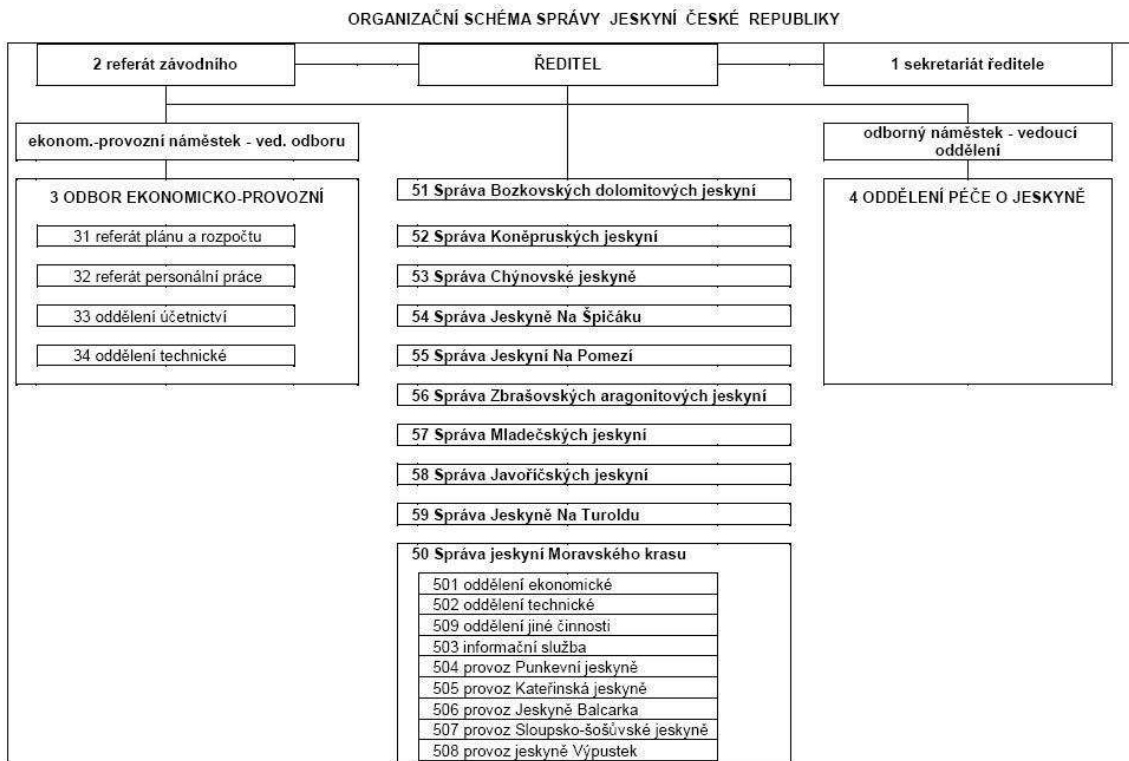 ORGANIZAČNÍ SCHÉMA SPRÁVY JESKYNÍ ČESKÉ REPUBLIKY
2 referát závodního
ŘEDITEL
1 sekretariát ředitele
ekonom.-provozní náměstek - ved. odboru
odborný náměstek - vedoucí
oddělení
3 ODBOR EKONOMICKO-PROVOZNÍ
31 referát plánu a rozpočtu
32 referát personální práce
33 oddělení účetnictví
34 oddělení technické
51 Správa Bozkovských dolomitových jeskyní
52 Správa Koněpruských jeskyní
53 Správa Chýnovské jeskyně
54 Správa Jeskyně Na Špičáku
55 Správa Jeskyní Na Pomezí
56 Správa Zbrašovských aragonitových jeskyní
57 Správa Mladečských jeskyní
58 Správa Javoříčských jeskyní
59 Správa Jeskyně Na Turoldu
50 Správa jeskyní Moravského krasu
501 oddělení ekonomické
502 oddělení technické
509 oddělení jiné činnosti
503 informační služba
504 provoz Punkevní jeskyně
505 provoz Kateřinská jeskyně
506 provoz Jeskyně Balcarka
507 provoz Sloupsko-šošůvské jeskyně
508 provoz jeskyně Výpustek
4 ODDĚLENÍ PÉČE O JESKYNĚ